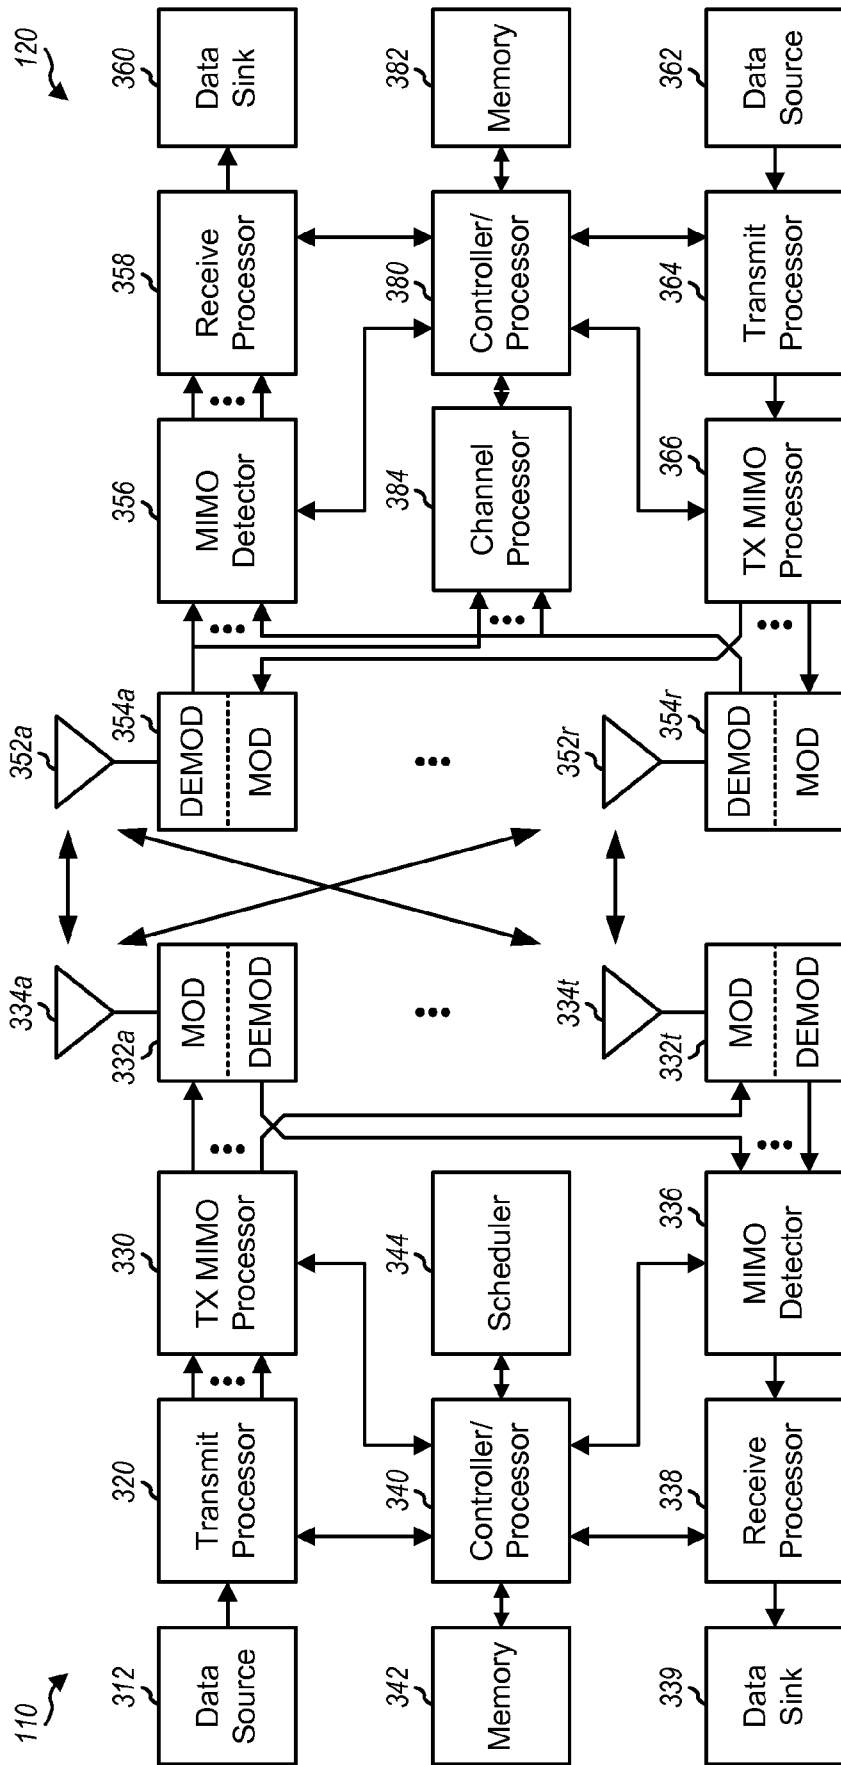 110
120
312
Data
Source
320
Transmit
Processor
330
TX MIMO
Processor
332a
MOD
DEMOD
334a
352a
354a
DEMOD
MOD
356
MIMO
Detector
358
Receive
Processor
360
Data
Sink
342
Memory
340
Controller/
Processor
344
Scheduler
384
Channel
Processor
380
Controller/
Processor
382
Memory
339
Data
Sink
338
Receive
Processor
336
MIMO
Detector
332t
MOD
DEMOD
334t
352r
354r
DEMOD
MOD
366
TX MIMO
Processor
364
Transmit
Processor
362
Data
Source